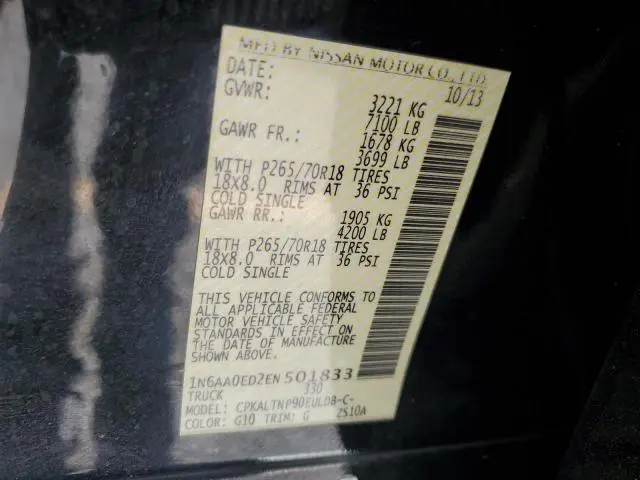 MFD BY NISSAN MOTOR CO., LTD.
DATE: 10/13
GVWR: 3221 KG
7100 LB
GAWR FR.: 1678 KG
3699 LB
WITH P265/70R18 TIRES
18X8.0 RIMS AT 36 PSI
COLD SINGLE
GAWR RR.: 1905 KG
4200 LB
WITH P265/70R18 TIRES
18X8.0 RIMS AT 36 PSI
COLD SINGLE
THIS VEHICLE CONFORMS TO
ALL APPLICABLE FEDERAL
MOTOR VEHICLE SAFETY
STANDARDS IN EFFECT ON
THE DATE OF MANUFACTURE
SHOWN ABOVE.
1N6AA0ED2EN501833
TRUCK 330
MODEL: CPKALTNP90EULDB-C-
COLOR: G10 TRIM: G ZS10A